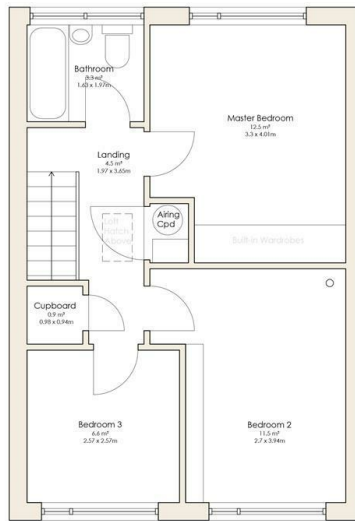 Bathroom
3.3 m²
1.63 x 1.97m
Master Bedroom
12.5 m²
3.3 x 4.01m
Landing
4.5 m²
1.97 x 3.65m
Airing
Cpd
Loft
Hatch
Above
Built-in Wardrobes
Cupboard
0.9 m²
0.98 x 0.94m
Bedroom 3
6.6 m²
2.57 x 2.57m
Bedroom 2
11.5 m²
2.7 x 3.94m